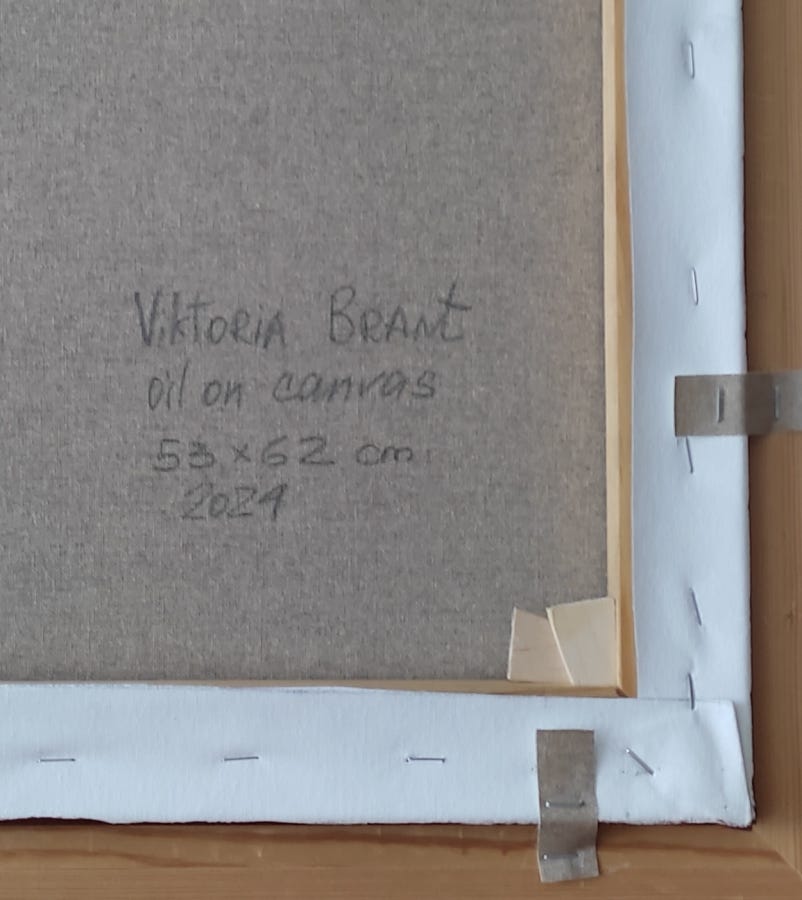 Viktoria Brant
oil on canvas
53 × 62 cm
2024